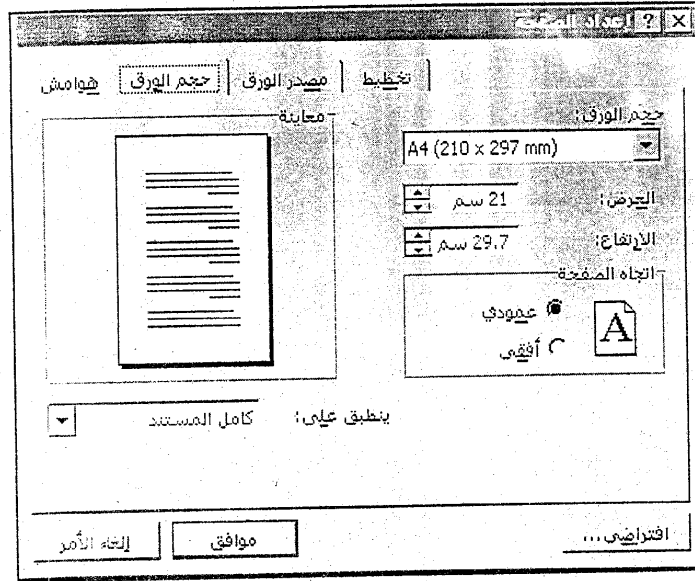 اعداد الصفحة
هوامش حجم الورق مصدر الورق تخطيط
حجم الورق:
A4 (210 x 297 mm)
العرض:
21 سم
الارتفاع:
29.7 سم
اتجاه الصفحة
A
عمودي
أفقي
معاينة
ينطبق على:
كامل المستند
افتراضي...
موافق
إلغاء الأمر